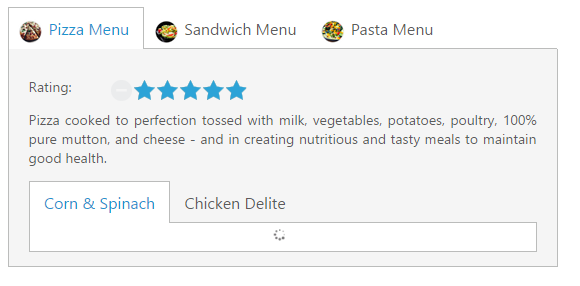 Pizza Menu Sandwich Menu Pasta Menu
Rating:
Pizza cooked to perfection tossed with milk, vegetables, potatoes, poultry, 100%
pure mutton, and cheese - and in creating nutritious and tasty meals to maintain
good health.
Corn & Spinach Chicken Delite